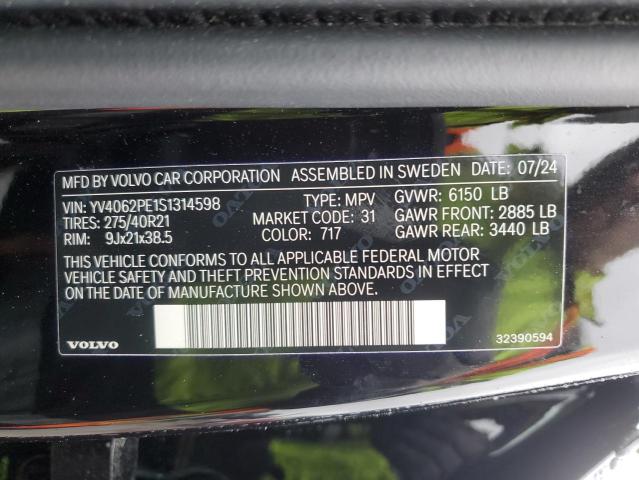 MFD BY VOLVO CAR CORPORATION ASSEMBLED IN SWEDEN DATE: 07/24
VIN: YV4062PE1S1314598 TYPE: MPV GVWR: 6150 LB
TIRES: 275/40R21 MARKET CODE: 31 GAWR FRONT: 2885 LB
RIM: 9Jx21x38.5 COLOR: 717 GAWR REAR: 3440 LB
THIS VEHICLE CONFORMS TO ALL APPLICABLE FEDERAL MOTOR
VEHICLE SAFETY AND THEFT PREVENTION STANDARDS IN EFFECT
ON THE DATE OF MANUFACTURE SHOWN ABOVE.
VOLVO 32390594